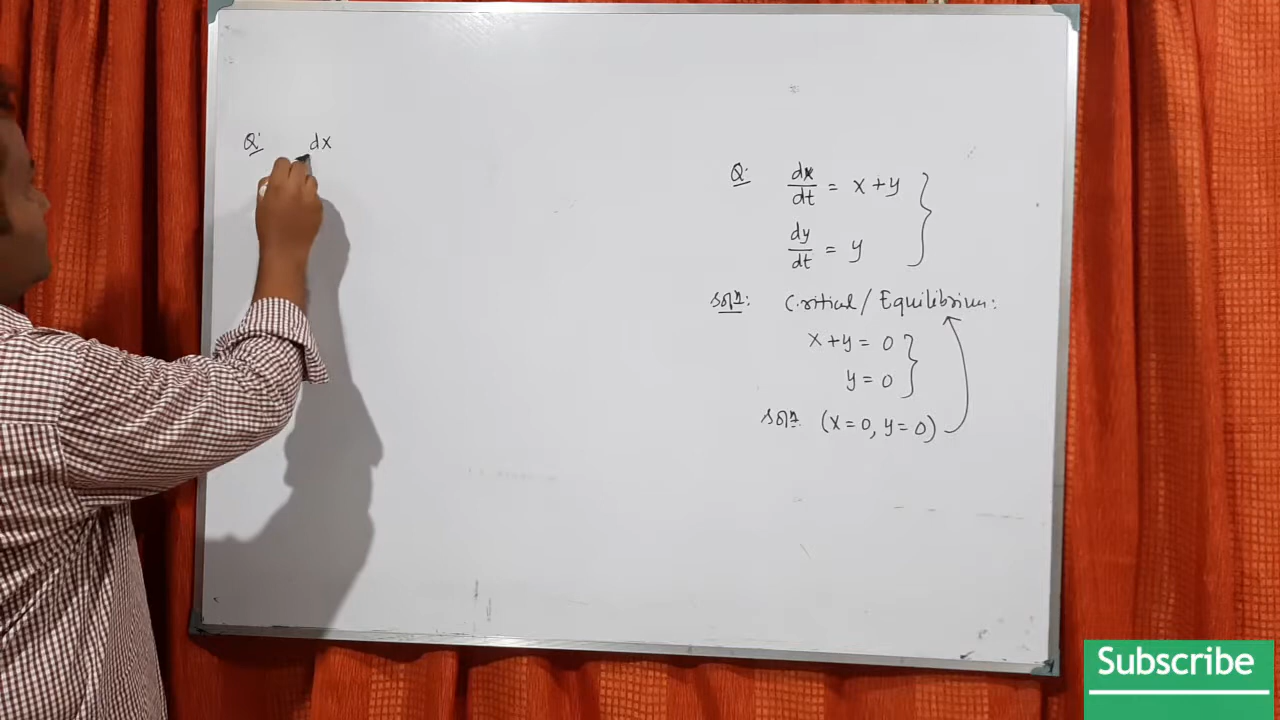 Q: dx
Q: dx/dt = x + y
dy/dt = y }
Soln: Critical / Equilibrium:
x + y = 0
y = 0 }
Soln. (x = 0, y = 0)
Subscribe